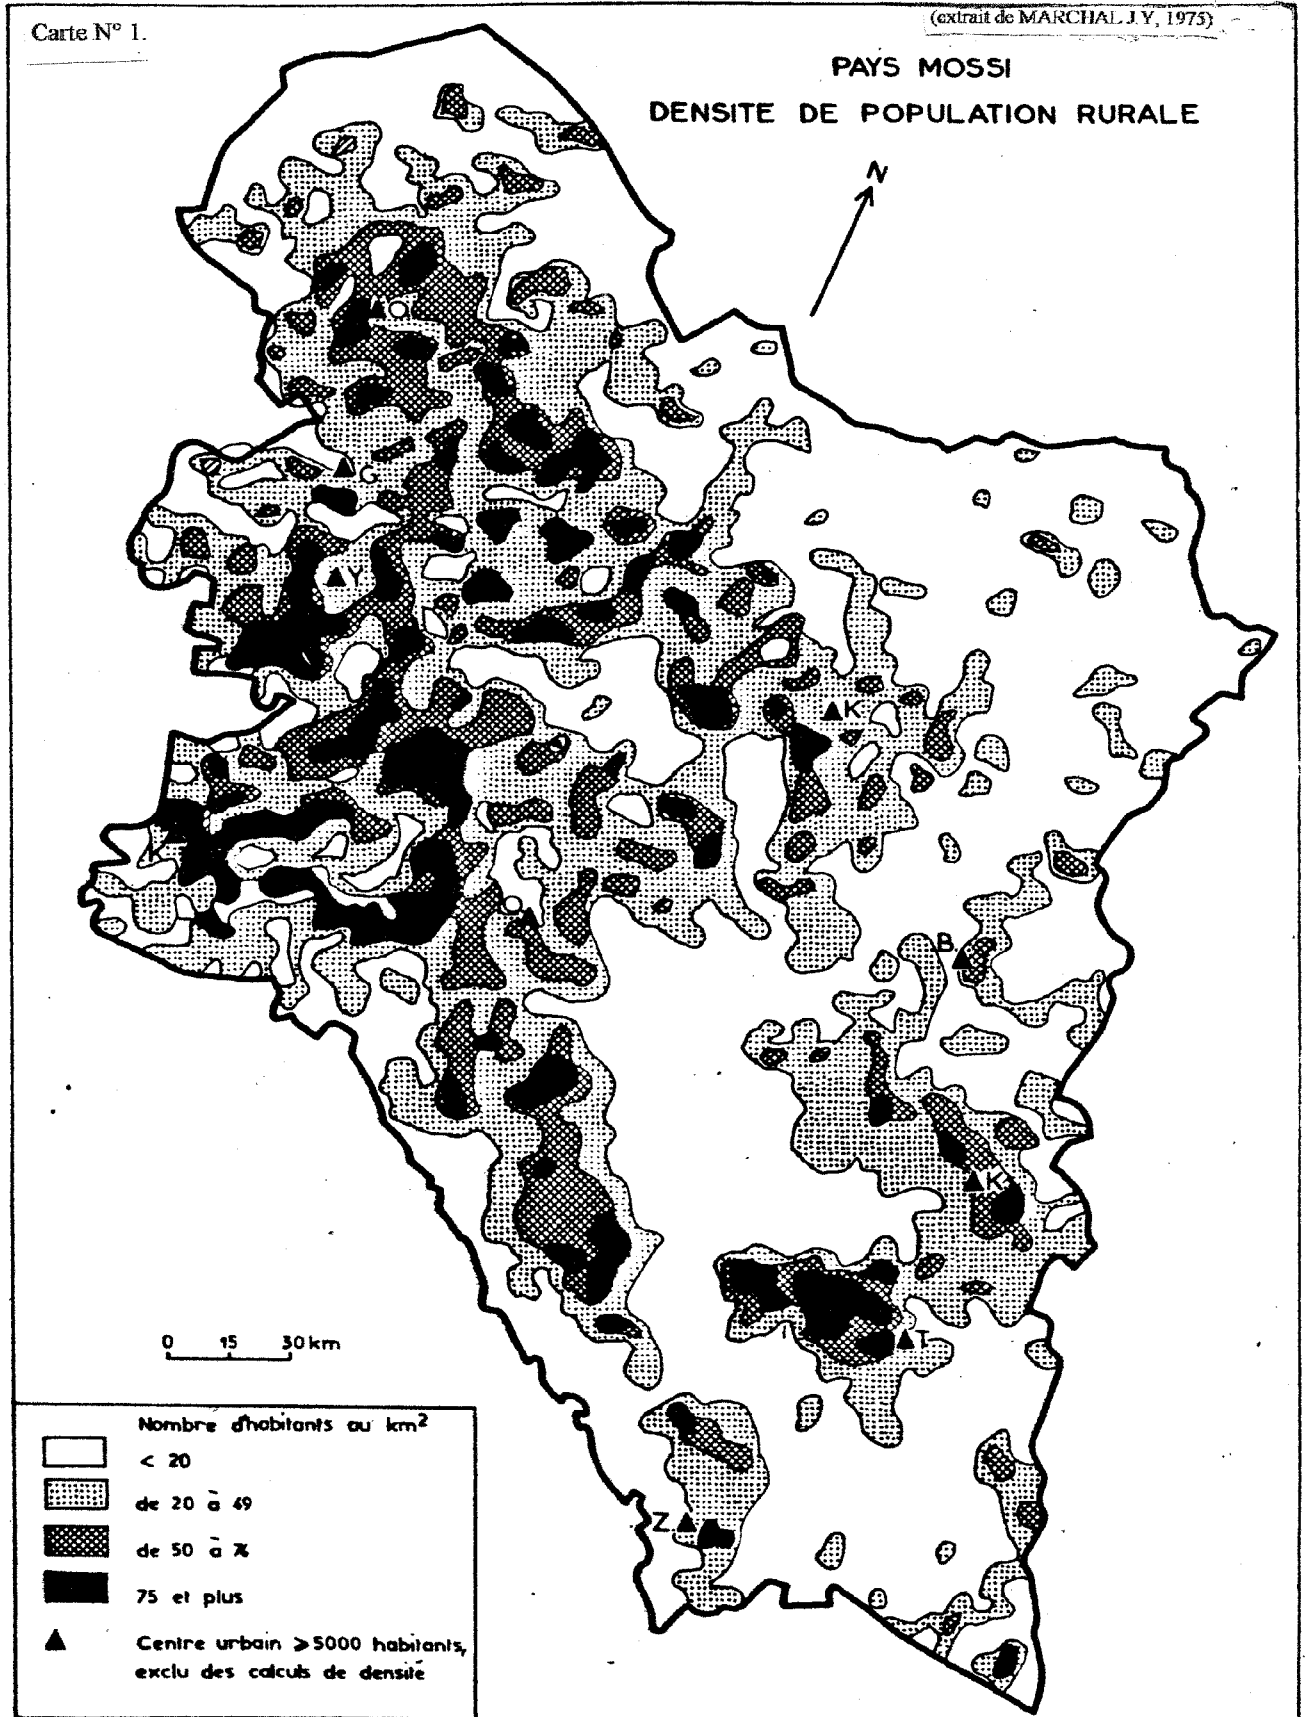 Carte N° 1.
(extrait de MARCHAL J.Y, 1975)
PAYS MOSSI
DENSITE DE POPULATION RURALE
N
O
G
Y
K
O
B.
K
T
Z
0 15 30 km
Nombre d'habitants au km²
< 20
de 20 à 49
de 50 à 74
75 et plus
Centre urbain ⩾ 5000 habitants,
exclu des calculs de densité